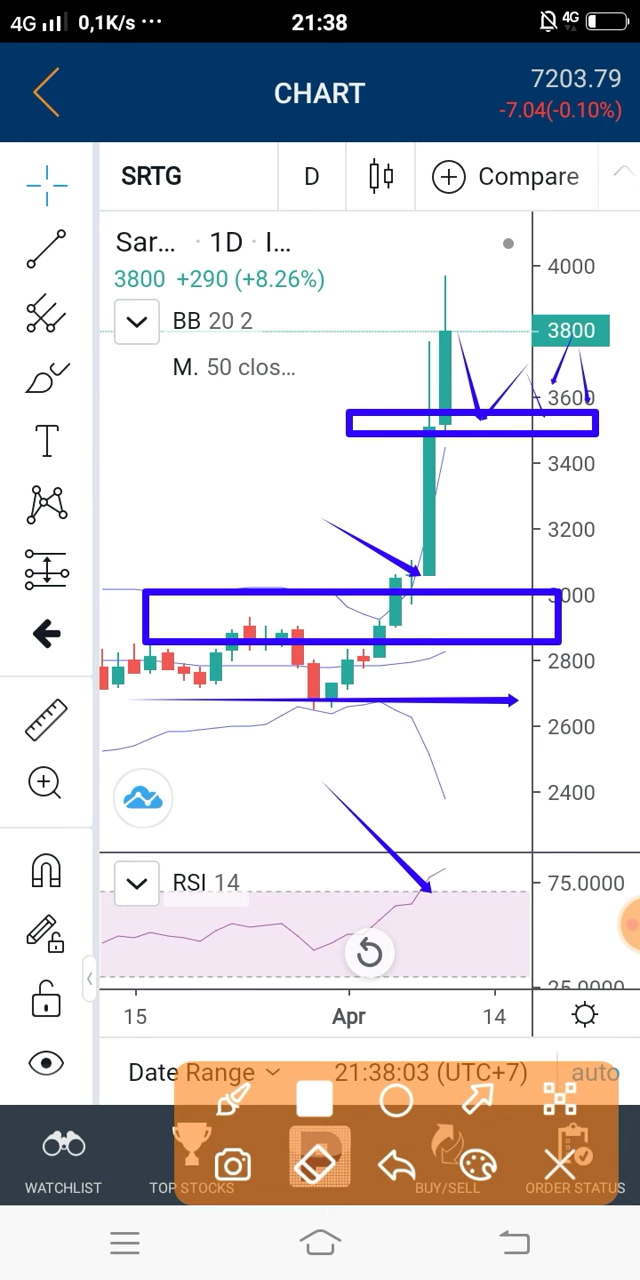 4G 0,1K/s ··· 21:38 4G
CHART
7203.79
-7.04(-0.10%)
SRTG D Compare
Sar... · 1D · I...
3800 +290 (+8.26%)
BB 20 2
M. 50 clos...
4000
3800
3600
3400
3200
3000
2800
2600
2400
RSI 14
75.0000
25.0000
15 Apr 14
Date Range 21:38:03 (UTC+7) auto
WATCHLIST TOP STOCKS BUY/SELL ORDER STATUS